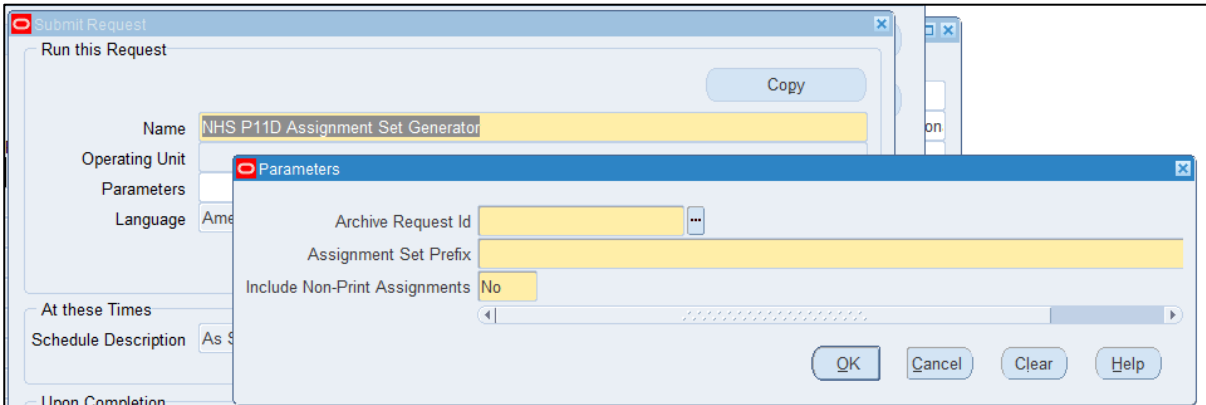 Submit Request
Run this Request
Copy
Name NHS P11D Assignment Set Generator
Operating Unit
Parameters
Language Ame
on
Parameters
Archive Request Id
Assignment Set Prefix
Include Non-Print Assignments No
At these Times
Schedule Description As S
OK Cancel Clear Help
Upon Completion